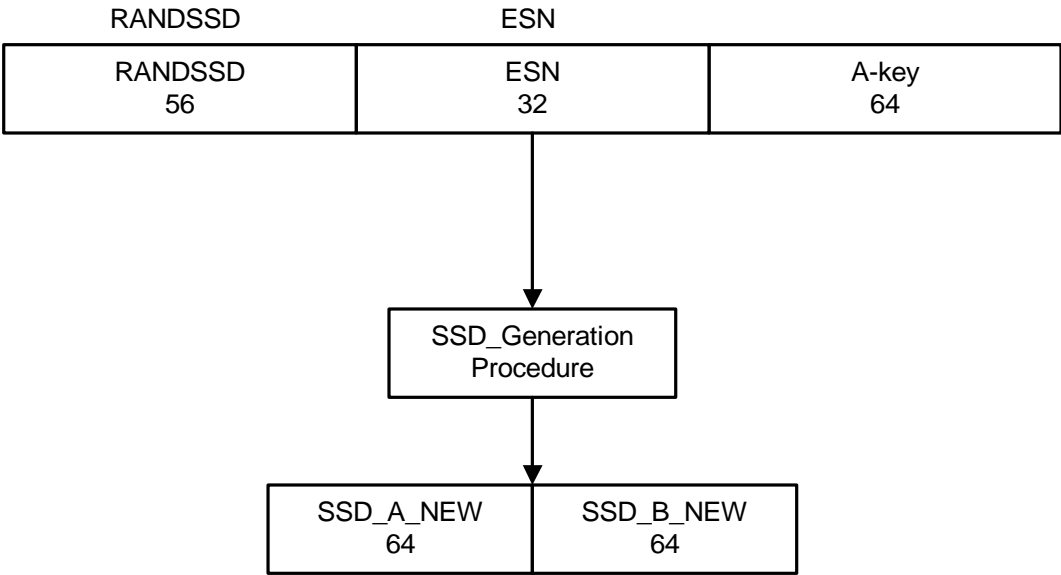 RANDSSD ESN
RANDSSD ESN A-key
56 32 64
SSD_Generation
Procedure
SSD_A_NEW SSD_B_NEW
64 64